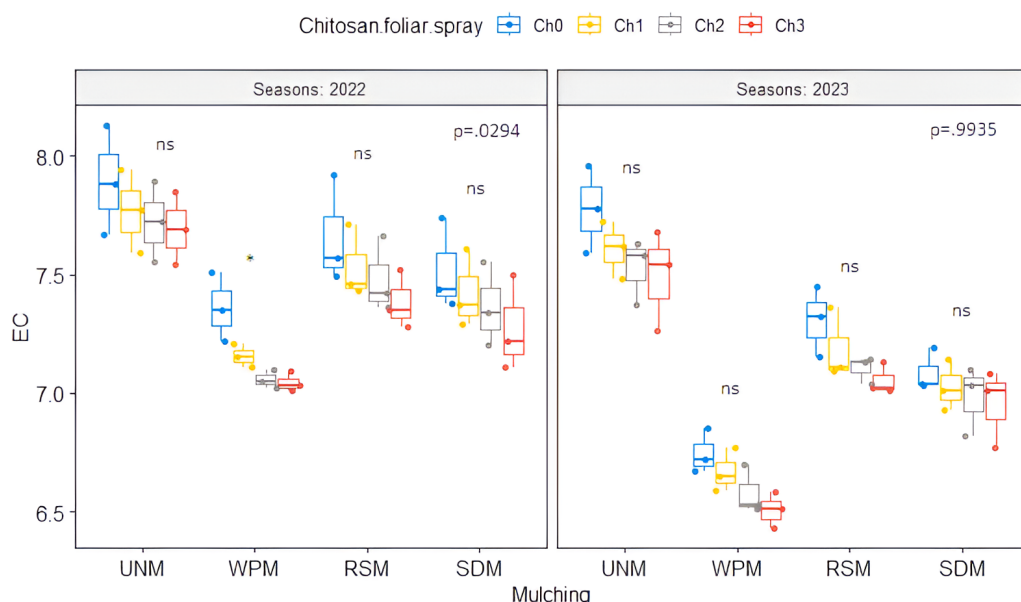 Chitosan.foliar.spray Ch0 Ch1 Ch2 Ch3
Seasons: 2022
Seasons: 2023
p=.0294
p=.9935
ns
*
ns
ns
ns
ns
ns
ns
EC
8.0
7.5
7.0
6.5
UNM WPM RSM SDM
UNM WPM RSM SDM
Mulching